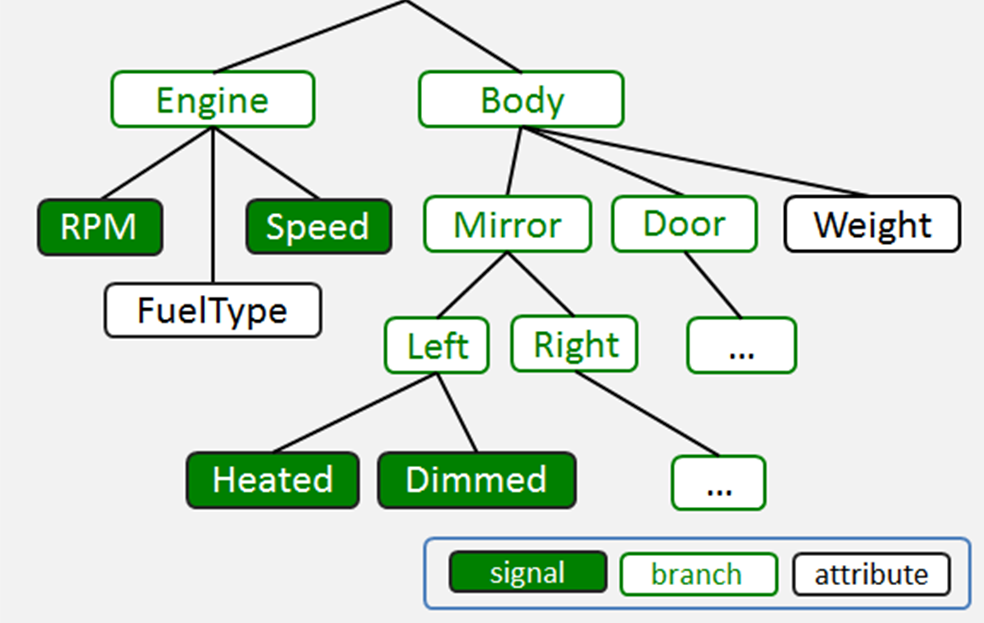 Engine
Body
RPM
Speed
Mirror
Door
Weight
FuelType
Left
Right
...
Heated
Dimmed
...
signal
branch
attribute